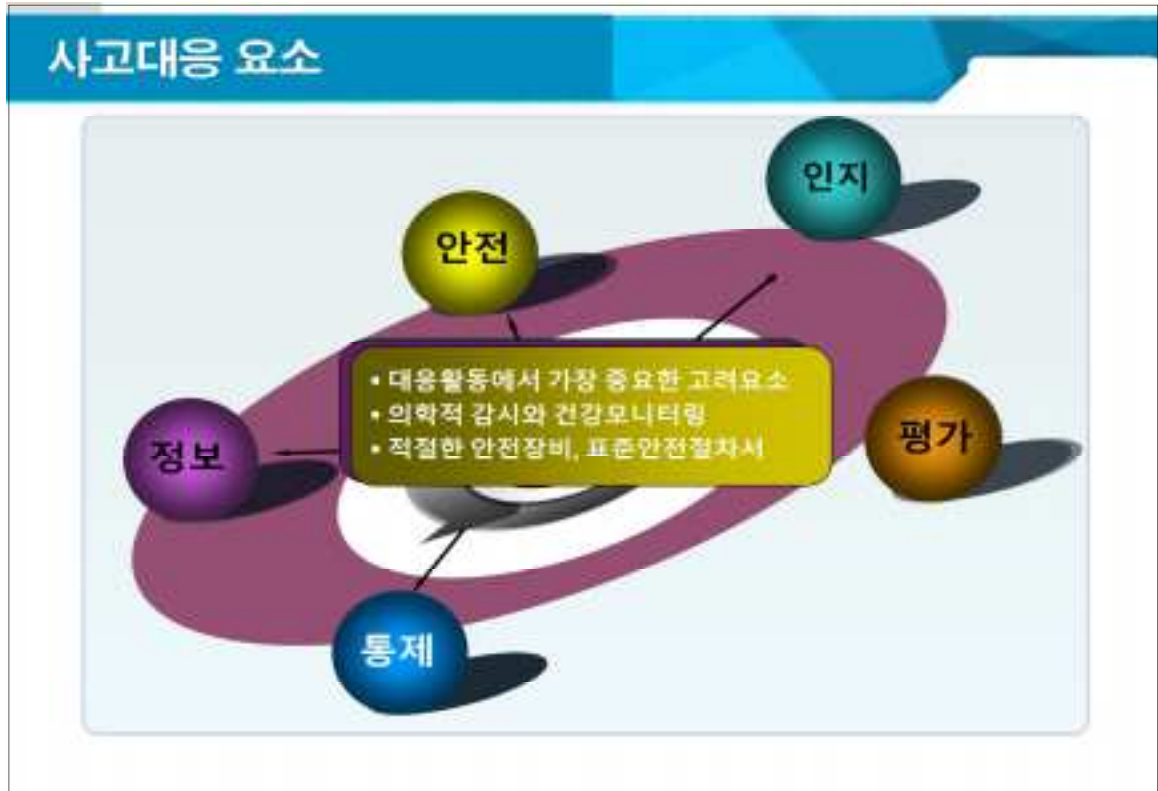 사고대응 요소
인지
안전
• 대응활동에서 가장 중요한 고려요소
• 의학적 감시와 건강모니터링
• 적절한 안전장비, 표준안전절차서
정보
평가
통제